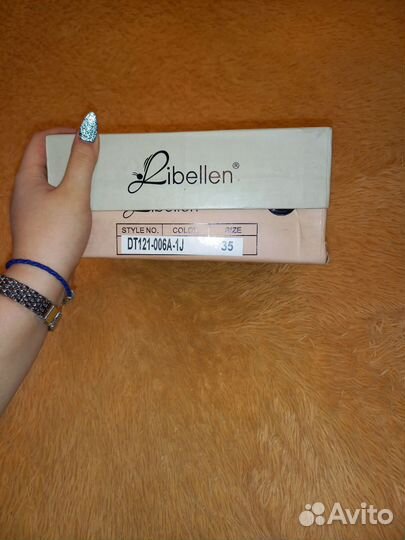 Libellen®
Libellen
STYLE NO. COLOR SIZE
DT121-006A-1J 35
Avito